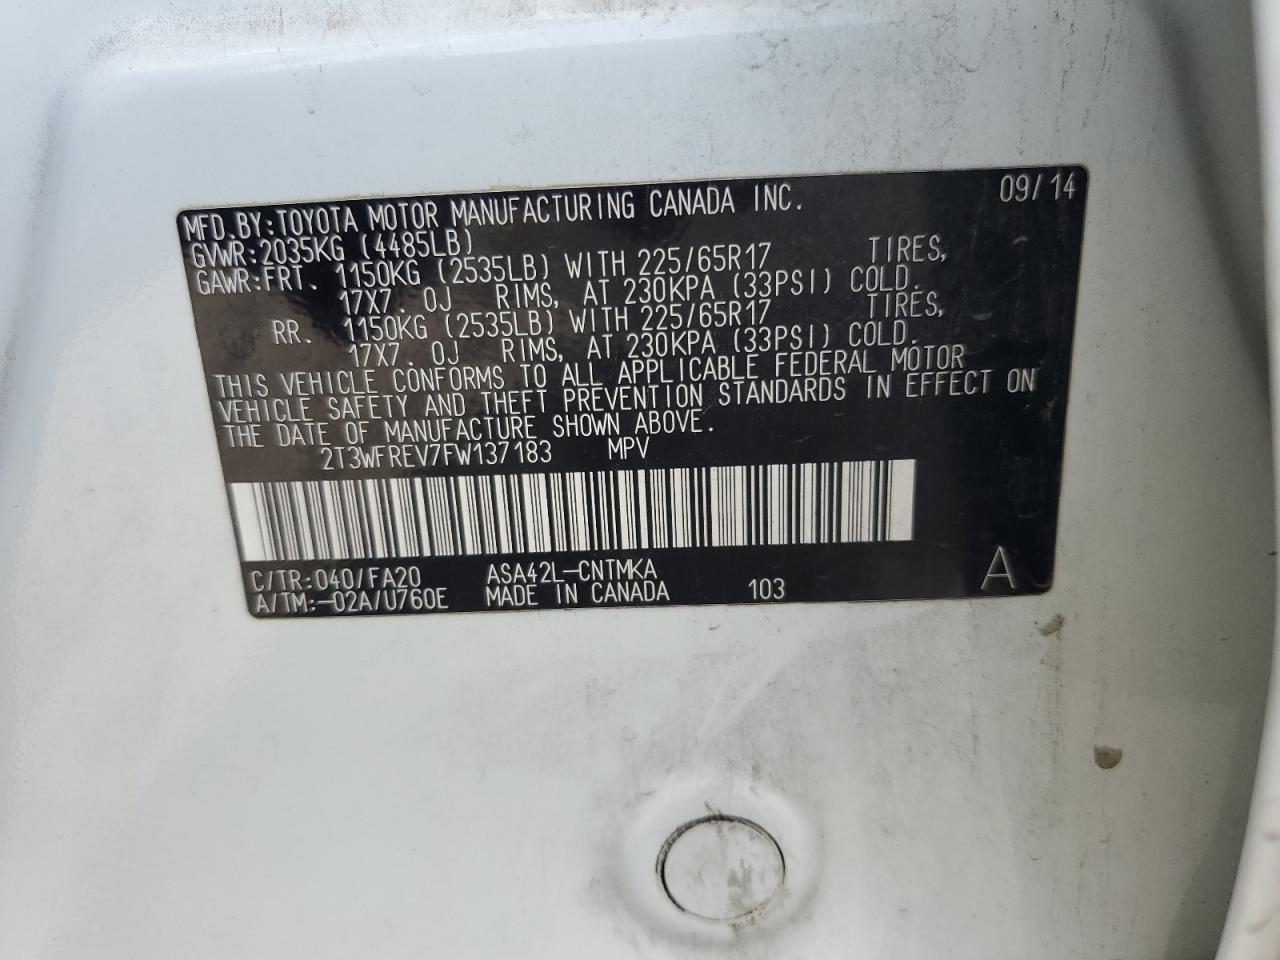 MFD.BY:TOYOTA MOTOR MANUFACTURING CANADA INC. 09/14
GVWR:2035KG (4485LB)
GAWR:FRT. 1150KG (2535LB) WITH 225/65R17 TIRES,
17X7.0J RIMS, AT 230KPA (33PSI) COLD.
RR. 1150KG (2535LB) WITH 225/65R17 TIRES,
17X7.0J RIMS, AT 230KPA (33PSI) COLD.
THIS VEHICLE CONFORMS TO ALL APPLICABLE FEDERAL MOTOR
VEHICLE SAFETY AND THEFT PREVENTION STANDARDS IN EFFECT ON
THE DATE OF MANUFACTURE SHOWN ABOVE.
2T3WFREV7FW137183 MPV
C/TR:040/FA20 ASA42L-CNTMKA A
A/TM:-02A/U760E MADE IN CANADA 103